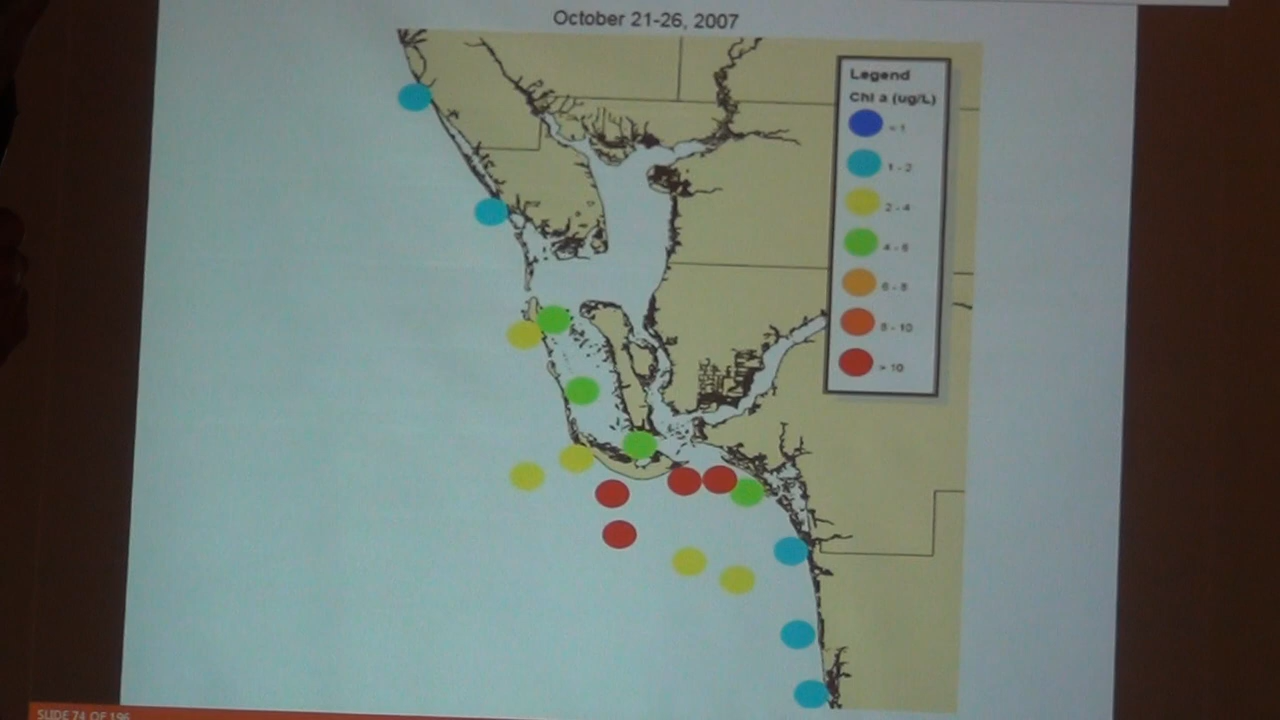 October 21-26, 2007
Legend
Chl a (ug/L)
<1
1 - 2
2 - 4
4 - 6
6 - 8
8 - 10
> 10
SLIDE 74 OF 196